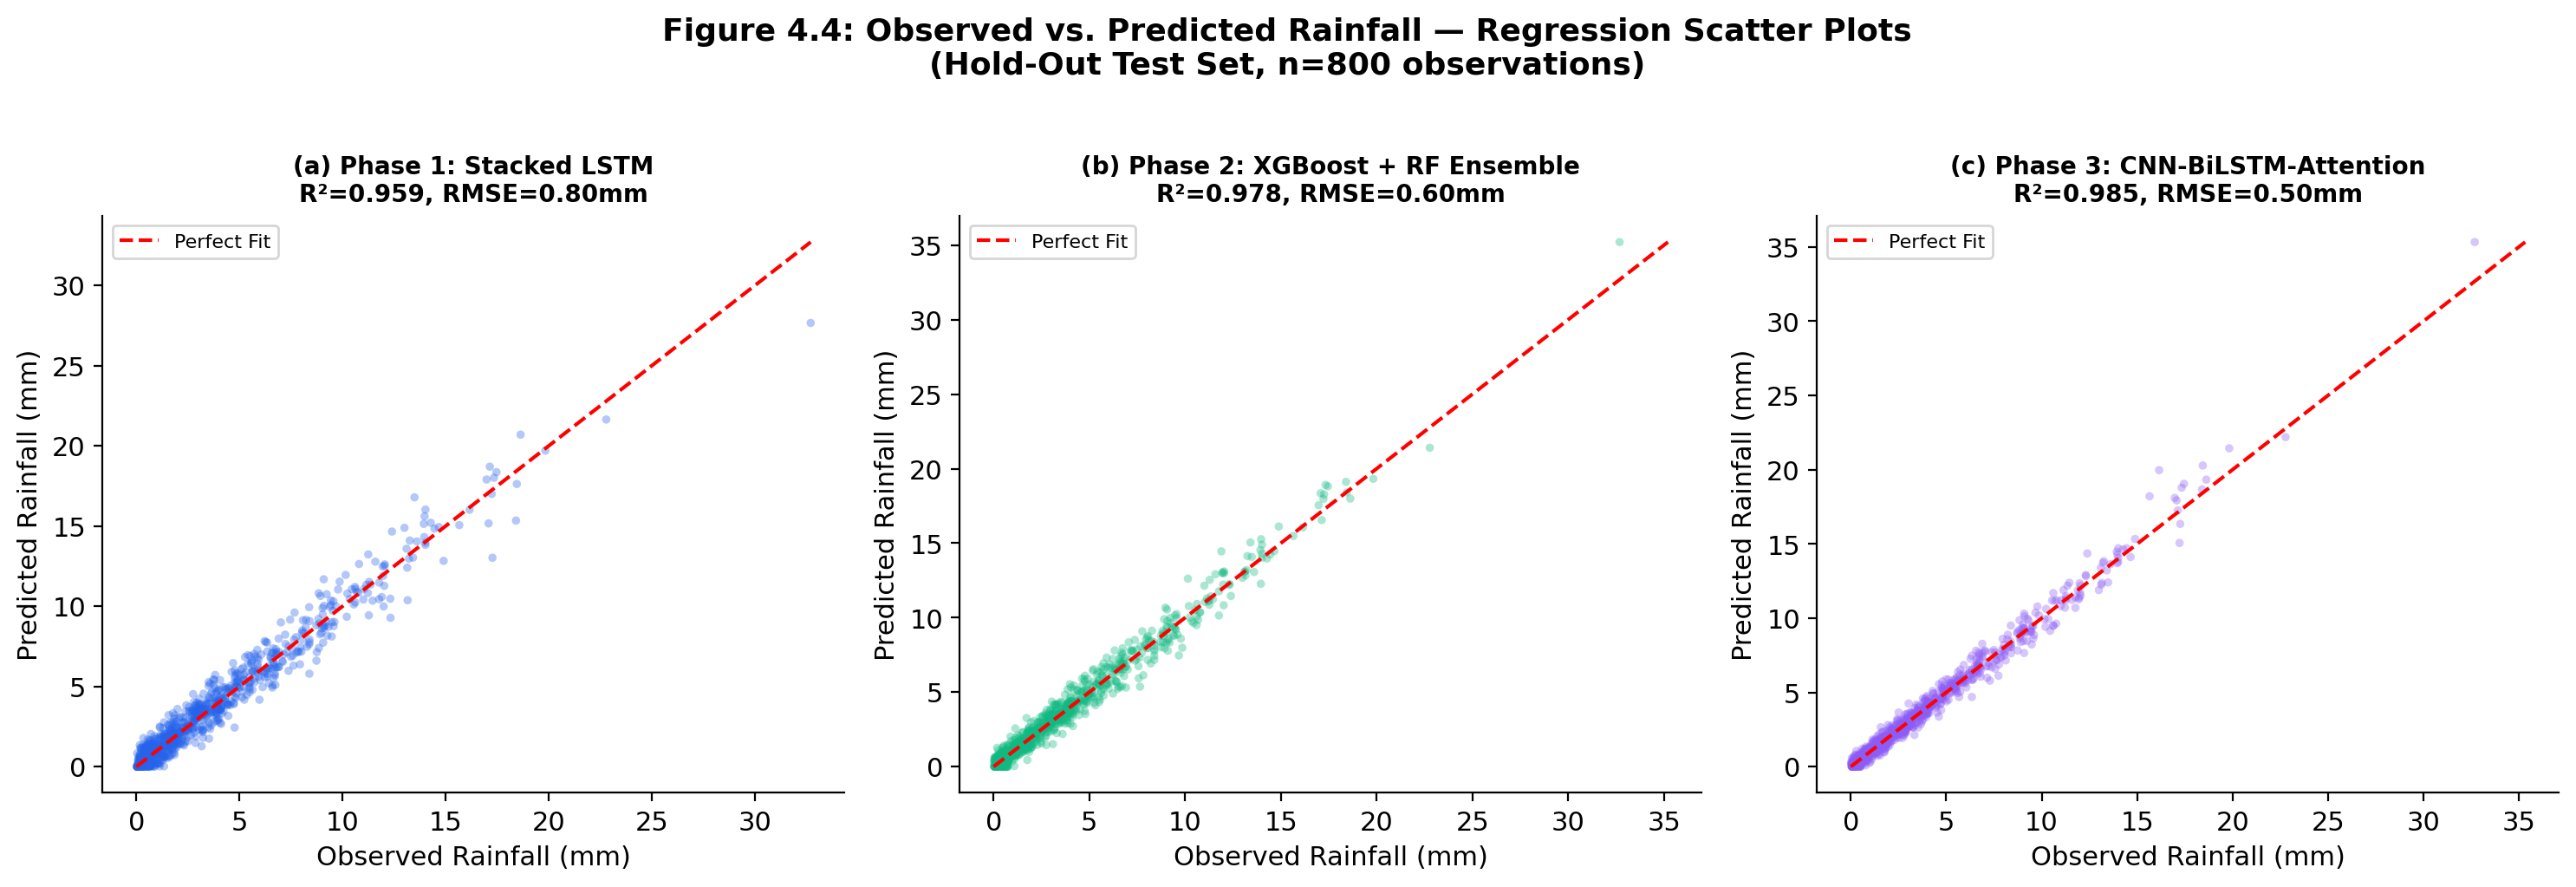 Figure 4.4: Observed vs. Predicted Rainfall — Regression Scatter Plots
(Hold-Out Test Set, n=800 observations)
(a) Phase 1: Stacked LSTM
R²=0.959, RMSE=0.80mm
Perfect Fit
Predicted Rainfall (mm)
30
25
20
15
10
5
0
0 5 10 15 20 25 30
Observed Rainfall (mm)
(b) Phase 2: XGBoost + RF Ensemble
R²=0.978, RMSE=0.60mm
Perfect Fit
Predicted Rainfall (mm)
35
30
25
20
15
10
5
0
0 5 10 15 20 25 30 35
Observed Rainfall (mm)
(c) Phase 3: CNN-BiLSTM-Attention
R²=0.985, RMSE=0.50mm
Perfect Fit
Predicted Rainfall (mm)
35
30
25
20
15
10
5
0
0 5 10 15 20 25 30 35
Observed Rainfall (mm)